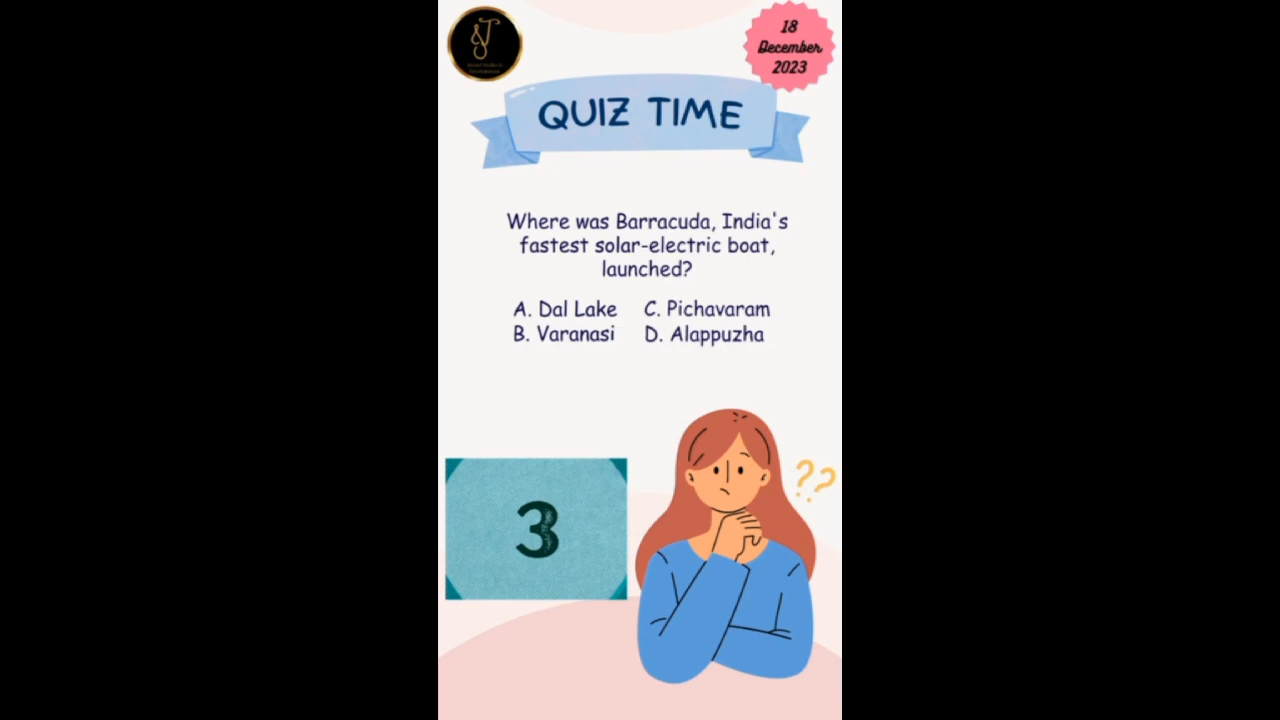 18
December
2023
QUIZ TIME
Where was Barracuda, India's
fastest solar-electric boat,
launched?
A. Dal Lake
B. Varanasi
C. Pichavaram
D. Alappuzha
3
??